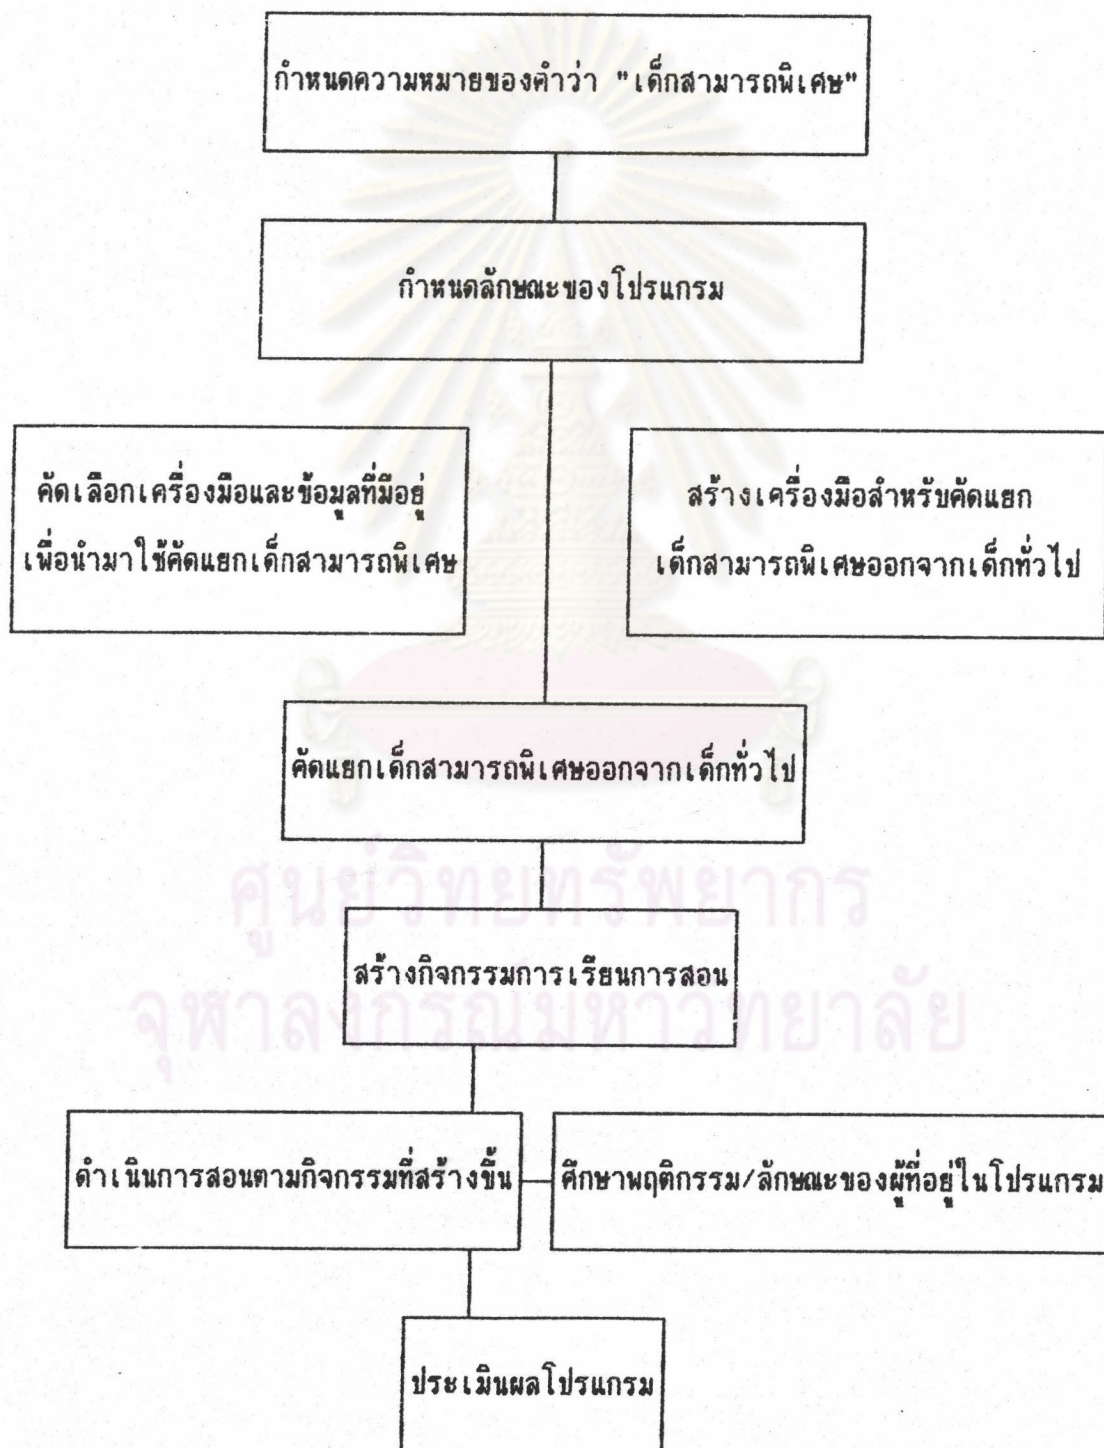 กำหนดความหมายของคำว่า "เด็กสามารถพิเศษ"
กำหนดลักษณะของโปรแกรม
คัดเลือกเครื่องมือและข้อมูลที่มีอยู่
เพื่อนำมาใช้คัดแยกเด็กสามารถพิเศษ
สร้างเครื่องมือสำหรับคัดแยก
เด็กสามารถพิเศษออกจากเด็กทั่วไป
คัดแยกเด็กสามารถพิเศษออกจากเด็กทั่วไป
ศูนย์วิทยทรัพยากร
สร้างกิจกรรมการเรียนการสอน
จุฬาลงกรณ์มหาวิทยาลัย
ดำเนินการสอนตามกิจกรรมที่สร้างขึ้น
ศึกษาพฤติกรรม/ลักษณะของผู้ที่อยู่ในโปรแกรม
ประเมินผลโปรแกรม